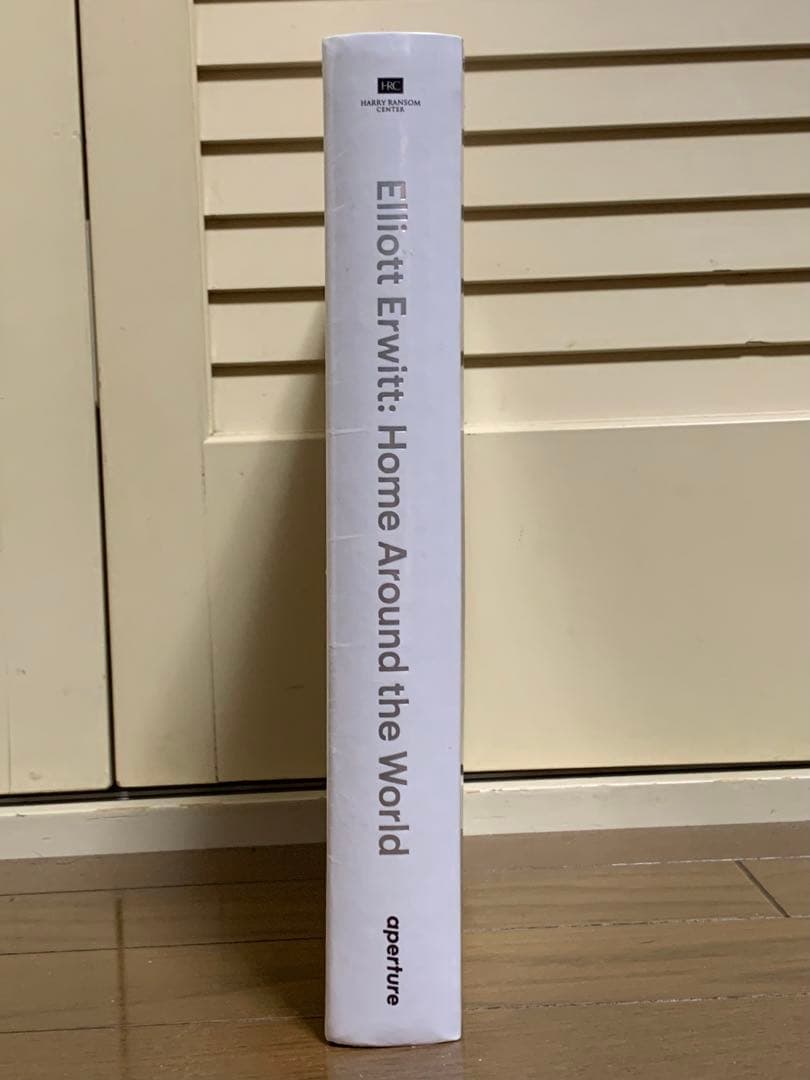 HRC
HARRY RANSOM
CENTER
Elliott Erwitt: Home Around the World
aperture